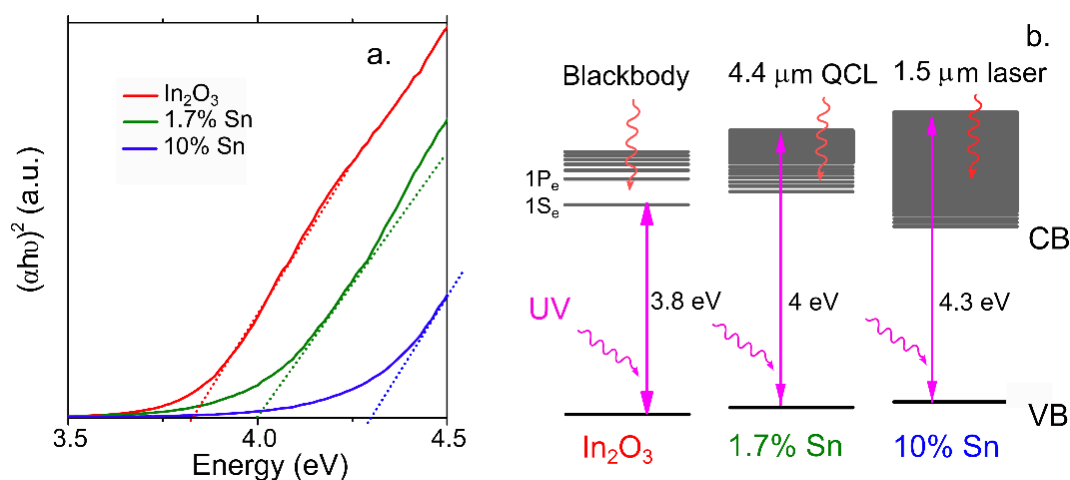 a.
In₂O₃
1.7% Sn
10% Sn
(αhυ)² (a.u.)
3.5 4.0 4.5
Energy (eV)
b.
Blackbody 4.4 μm QCL 1.5 μm laser
1Pₑ
1Sₑ
CB
UV 3.8 eV 4 eV 4.3 eV
VB
In₂O₃ 1.7% Sn 10% Sn